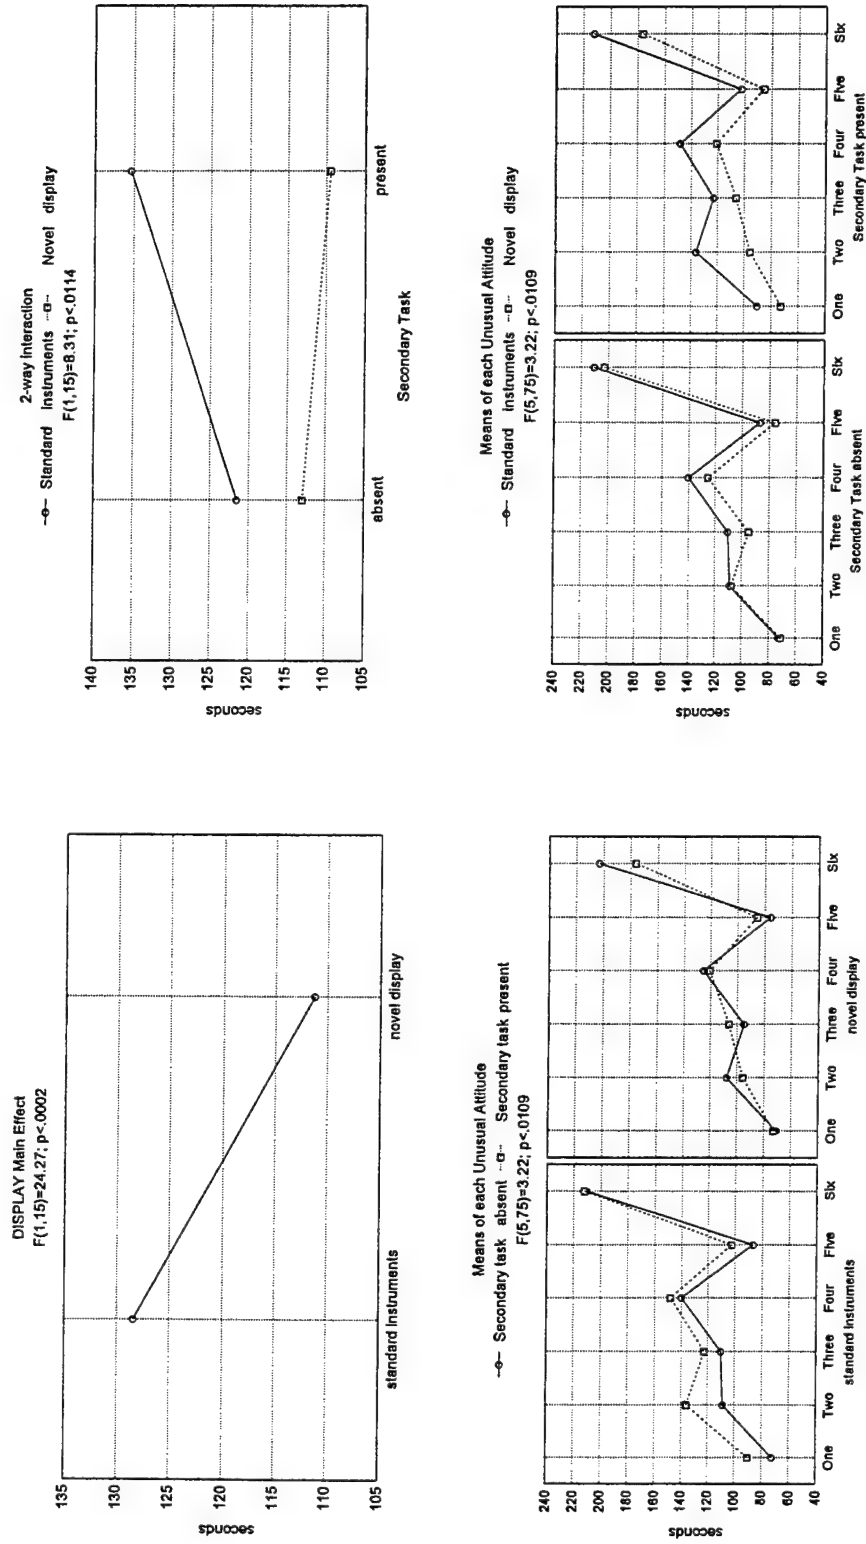 DISPLAY Main Effect
F(1,15)=24.27; p<.0002
seconds
135
130
125
120
115
110
105
standard instruments
novel display
2-way interaction
Standard Instruments Novel display
F(1,15)=8.31; p<.0114
seconds
140
135
130
125
120
115
110
105
absent
present
Secondary Task
Means of each Unusual Attitude
Secondary task absent Secondary task present
F(5,75)=3.22; p<.0109
seconds
240
220
200
180
160
140
120
100
80
60
40
One Two Three Four Five Six
standard instruments
One Two Three Four Five Six
novel display
Means of each Unusual Attitude
Standard Instruments Novel display
F(5,75)=3.22; p<.0109
seconds
240
220
200
180
160
140
120
100
80
60
40
One Two Three Four Five Six
Secondary Task absent
One Two Three Four Five Six
Secondary Task present